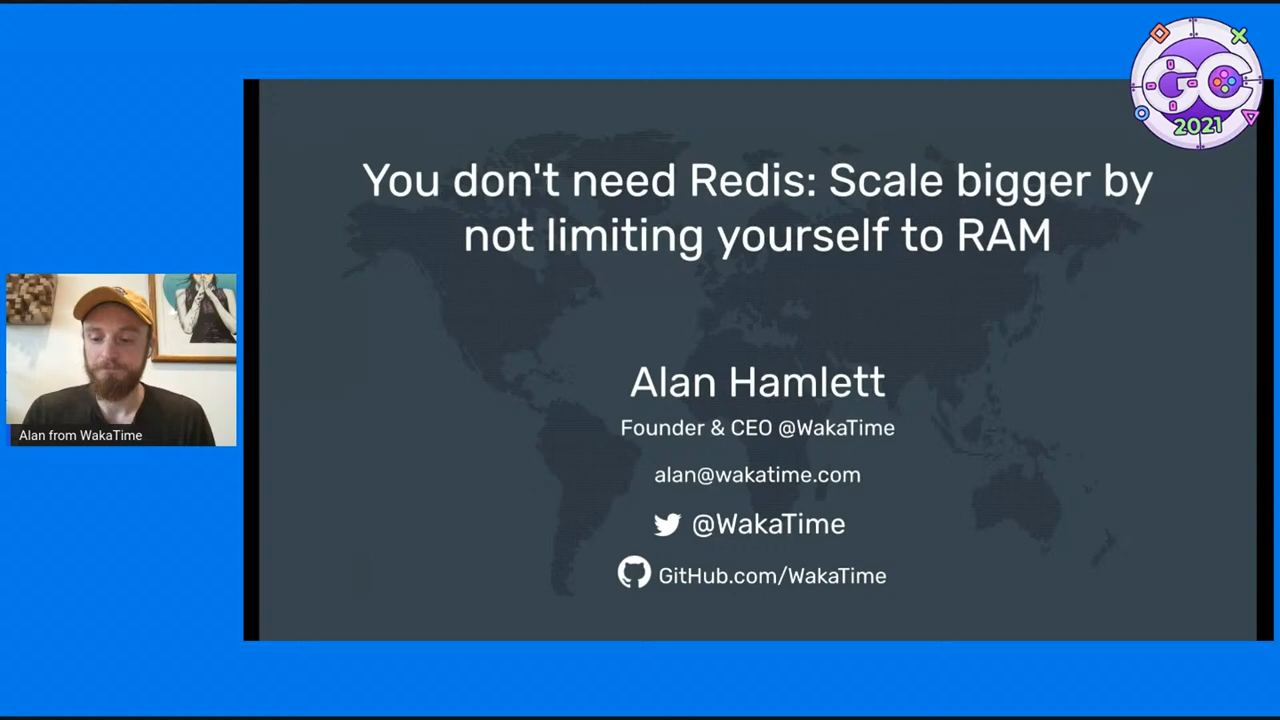 GC
2021
You don't need Redis: Scale bigger by
not limiting yourself to RAM
Alan Hamlett
Founder & CEO @WakaTime
alan@wakatime.com
@WakaTime
GitHub.com/WakaTime
Alan from WakaTime